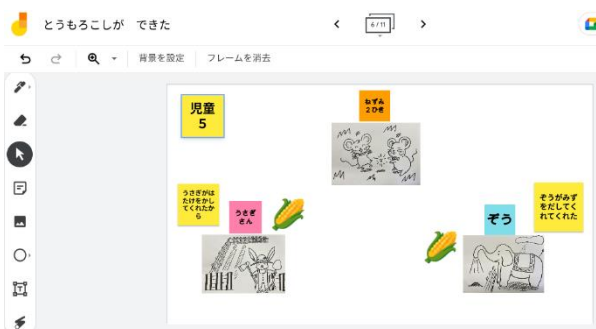 とうもろこしが できた
6 / 11
背景を設定 フレームを消去
児童
5
ねずみ
2ひき
うさぎがは
たけをかし
てくれたか
ら
うさぎ
さん
ぞう
ぞうがみず
をだしてく
れてくれた